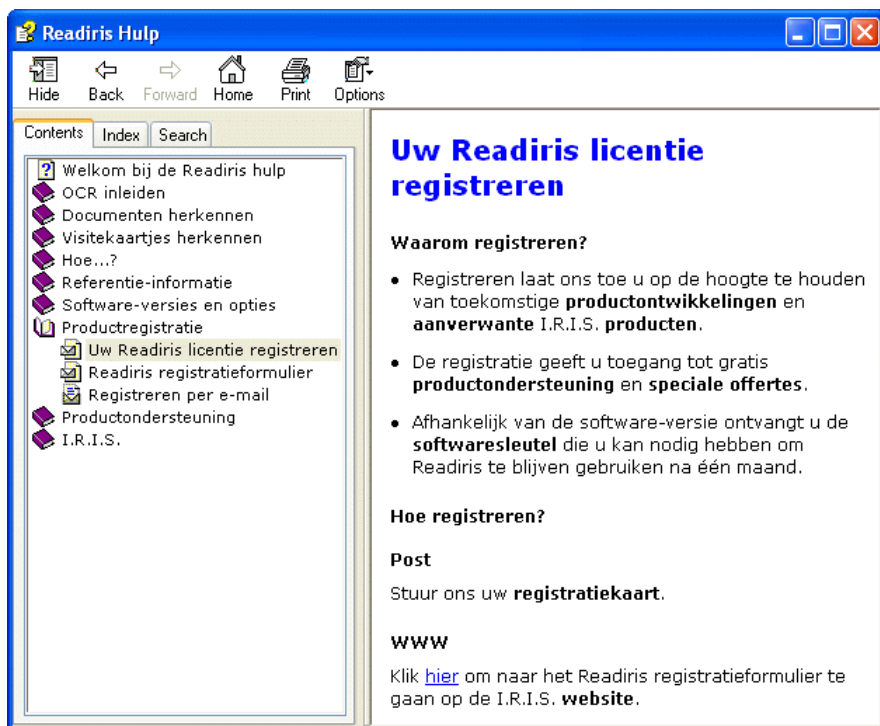 Readiris Hulp
Hide Back Forward Home Print Options
Contents Index Search
Welkom bij de Readiris hulp
OCR inleiden
Documenten herkennen
Visitekaartjes herkennen
Hoe...?
Referentie-informatie
Software-versies en opties
Productregistratie
Uw Readiris licentie registreren
Readiris registratieformulier
Registreren per e-mail
Productondersteuning
I.R.I.S.
Uw Readiris licentie
registreren
Waarom registreren?
• Registreren laat ons toe u op de hoogte te houden
van toekomstige productontwikkelingen en
aanverwante I.R.I.S. producten.
• De registratie geeft u toegang tot gratis
productondersteuning en speciale offertes.
• Afhankelijk van de software-versie ontvangt u de
softwaresleutel die u kan nodig hebben om
Readiris te blijven gebruiken na één maand.
Hoe registreren?
Post
Stuur ons uw registratiekaart.
WWW
Klik hier om naar het Readiris registratieformulier te
gaan op de I.R.I.S. website.